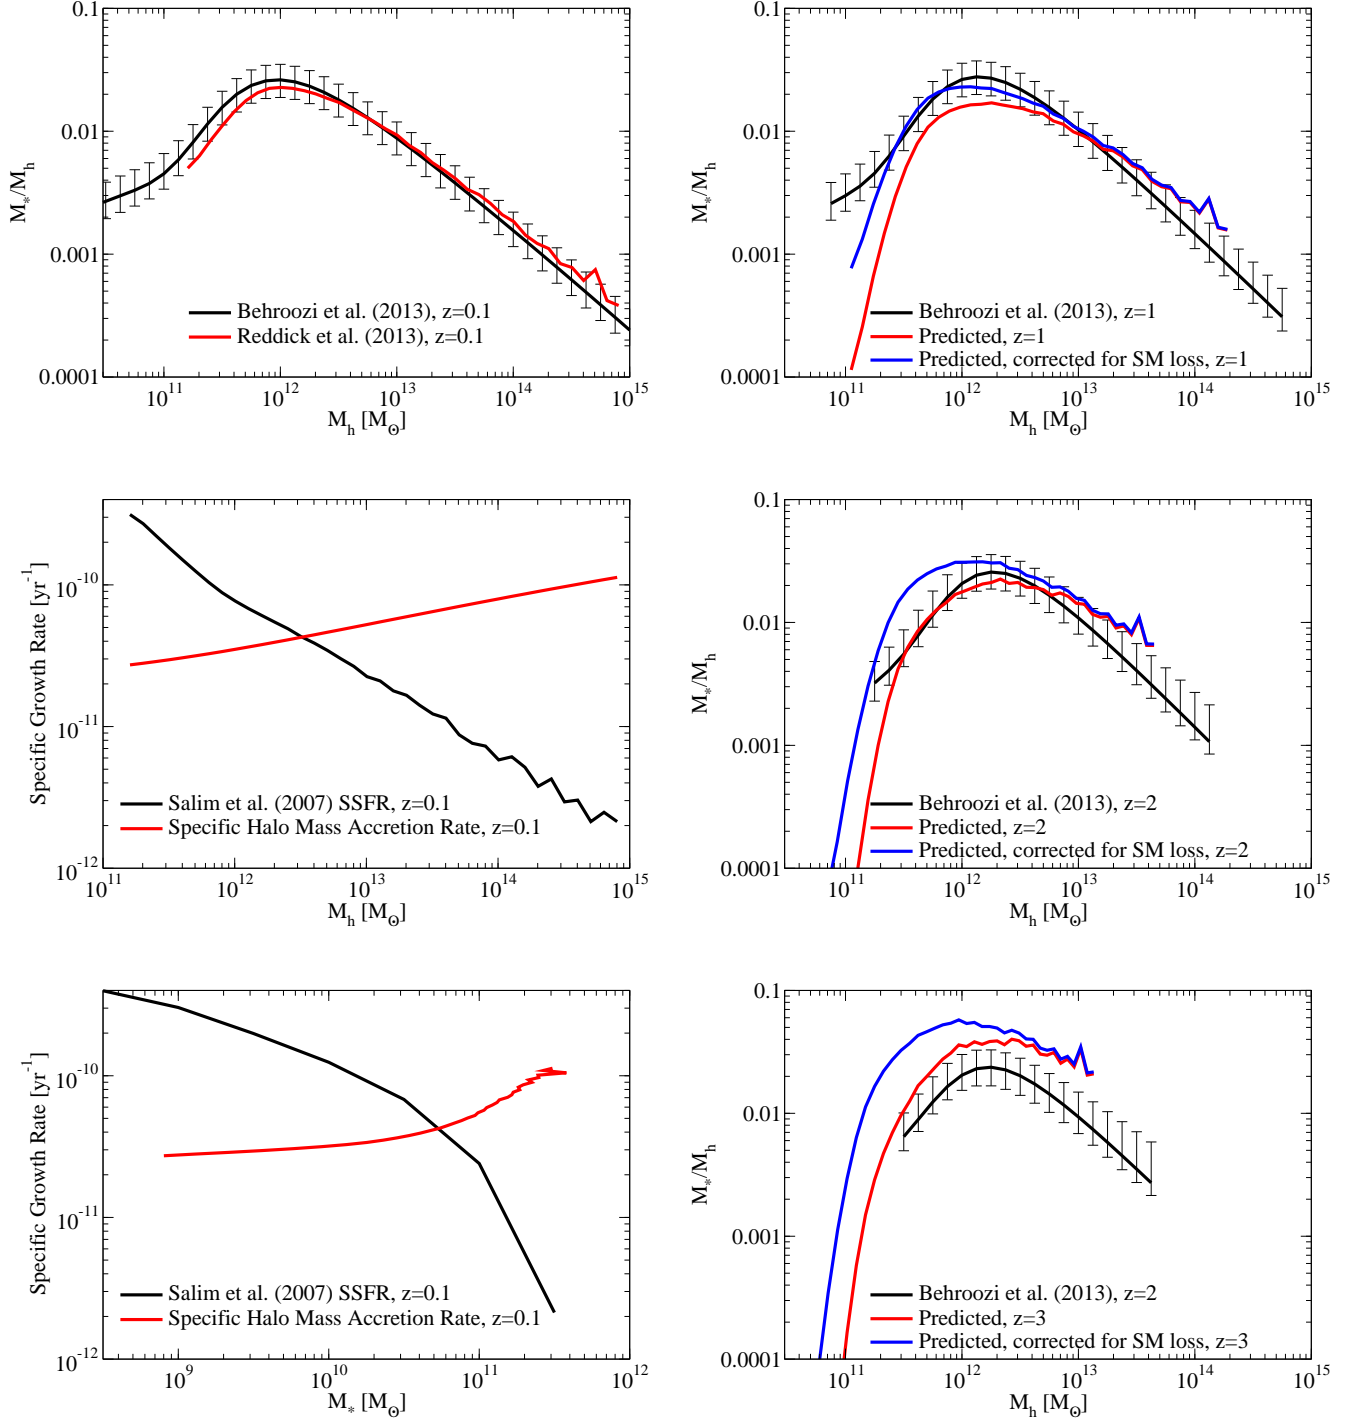 0.1
0.01
0.001
0.0001
M*/Mh
10^11 10^12 10^13 10^14 10^15
Mh [M⊙]
Behroozi et al. (2013), z=0.1
Reddick et al. (2013), z=0.1
0.1
0.01
0.001
0.0001
M*/Mh
10^11 10^12 10^13 10^14 10^15
Mh [M⊙]
Behroozi et al. (2013), z=1
Predicted, z=1
Predicted, corrected for SM loss, z=1
10^-10
10^-11
10^-12
Specific Growth Rate [yr^-1]
10^11 10^12 10^13 10^14 10^15
Mh [M⊙]
Salim et al. (2007) SSFR, z=0.1
Specific Halo Mass Accretion Rate, z=0.1
0.1
0.01
0.001
0.0001
M*/Mh
10^11 10^12 10^13 10^14 10^15
Mh [M⊙]
Behroozi et al. (2013), z=2
Predicted, z=2
Predicted, corrected for SM loss, z=2
10^-10
10^-11
10^-12
Specific Growth Rate [yr^-1]
10^9 10^10 10^11 10^12
M* [M⊙]
Salim et al. (2007) SSFR, z=0.1
Specific Halo Mass Accretion Rate, z=0.1
0.1
0.01
0.001
0.0001
M*/Mh
10^11 10^12 10^13 10^14 10^15
Mh [M⊙]
Behroozi et al. (2013), z=2
Predicted, z=3
Predicted, corrected for SM loss, z=3